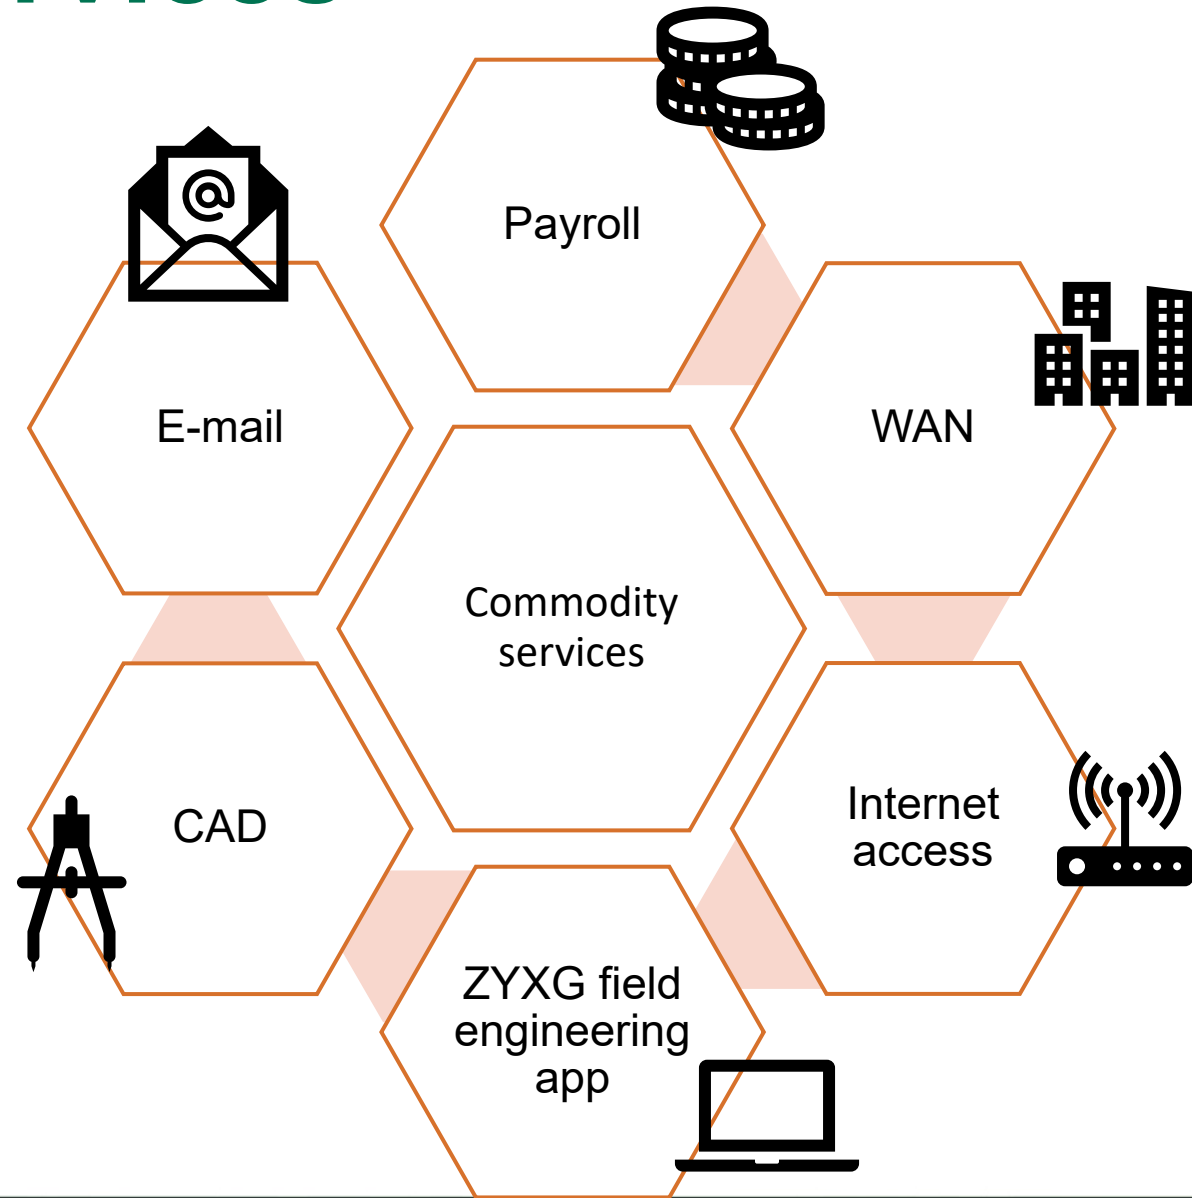 Payroll
E-mail
WAN
Commodity
services
CAD
Internet
access
ZYXG field
engineering
app